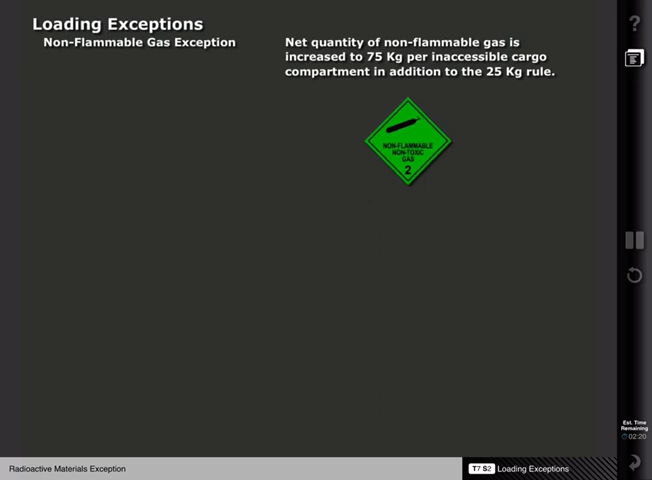 Loading Exceptions
Non-Flammable Gas Exception
Net quantity of non-flammable gas is
increased to 75 Kg per inaccessible cargo
compartment in addition to the 25 Kg rule.
NON-FLAMMABLE
NON-TOXIC
GAS
2
?
Est. Time
Remaining
02:20
Radioactive Materials Exception
T7 S2 Loading Exceptions